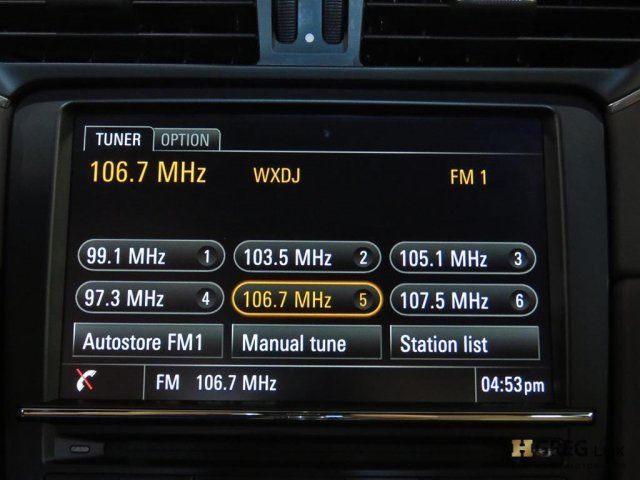 TUNER OPTION
106.7 MHz WXDJ FM 1
99.1 MHz 1 103.5 MHz 2 105.1 MHz 3
97.3 MHz 4 106.7 MHz 5 107.5 MHz 6
Autostore FM1 Manual tune Station list
FM 106.7 MHz 04:53pm
H GREG LUX